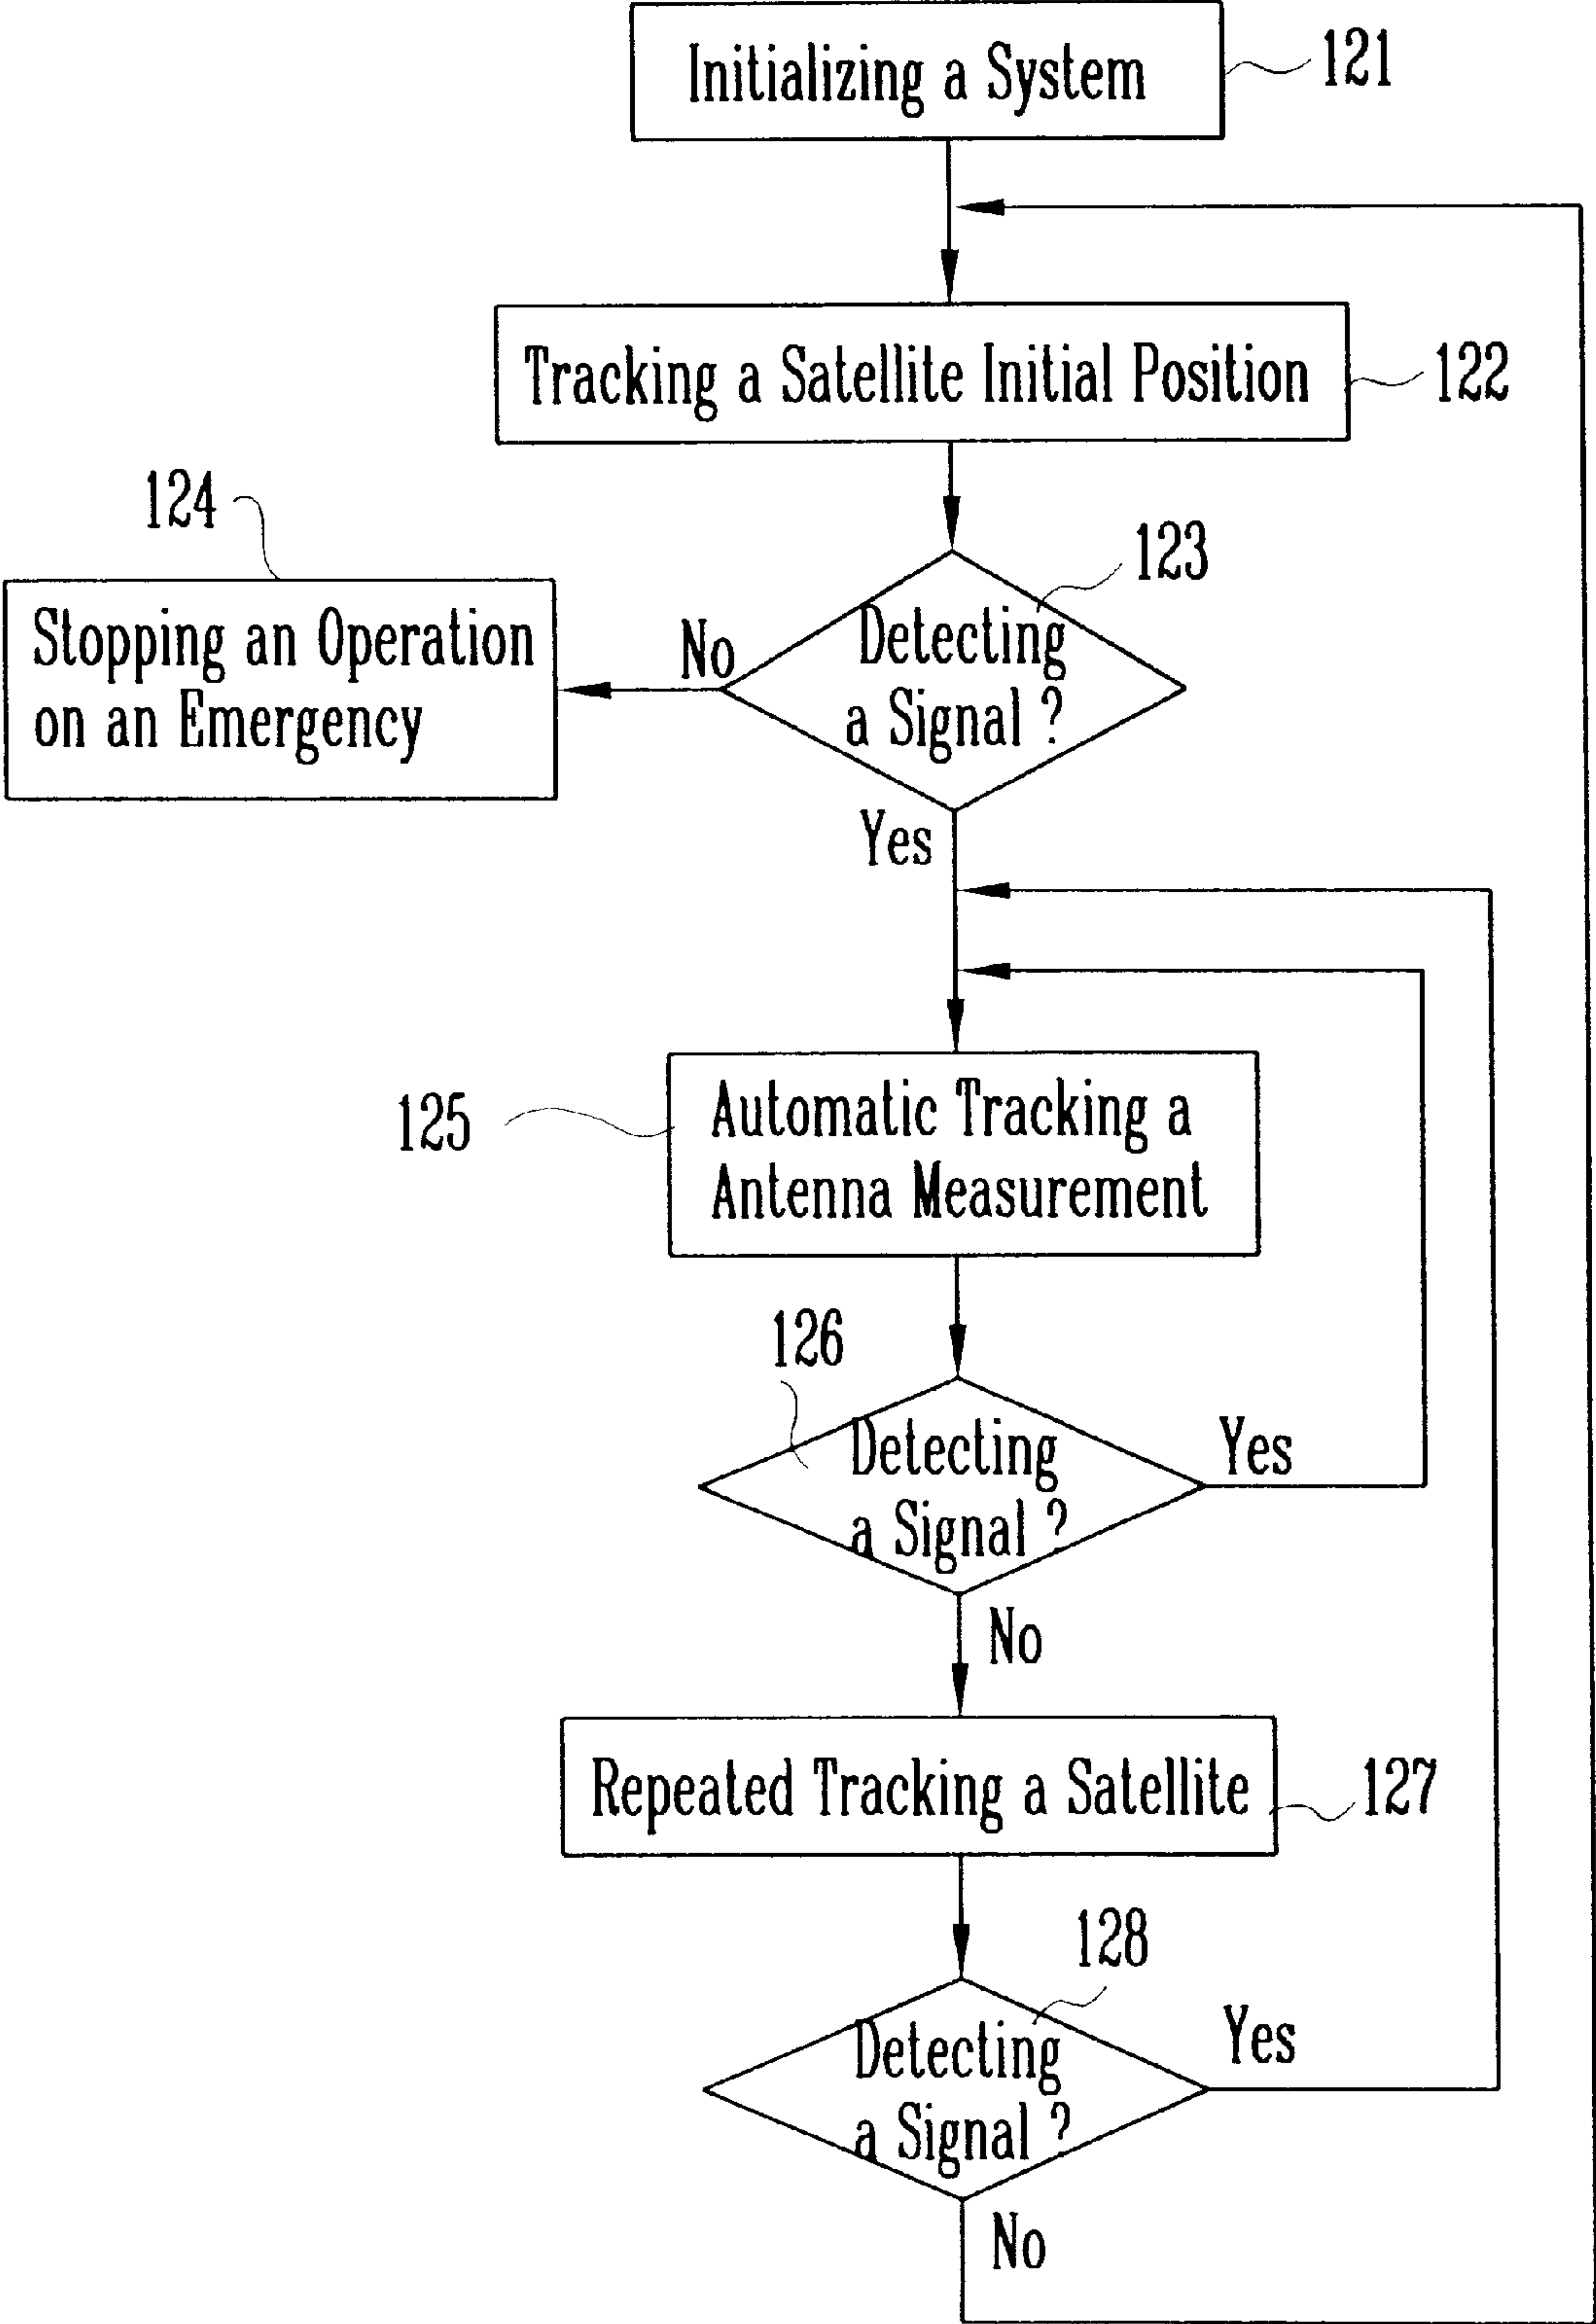 Initializing a System
121
Tracking a Satellite Initial Position
122
124
123
Stopping an Operation
on an Emergency
No
Detecting
a Signal ?
Yes
125
Automatic Tracking a
Antenna Measurement
126
Detecting
a Signal ?
Yes
No
Repeated Tracking a Satellite
127
128
Detecting
a Signal ?
Yes
No